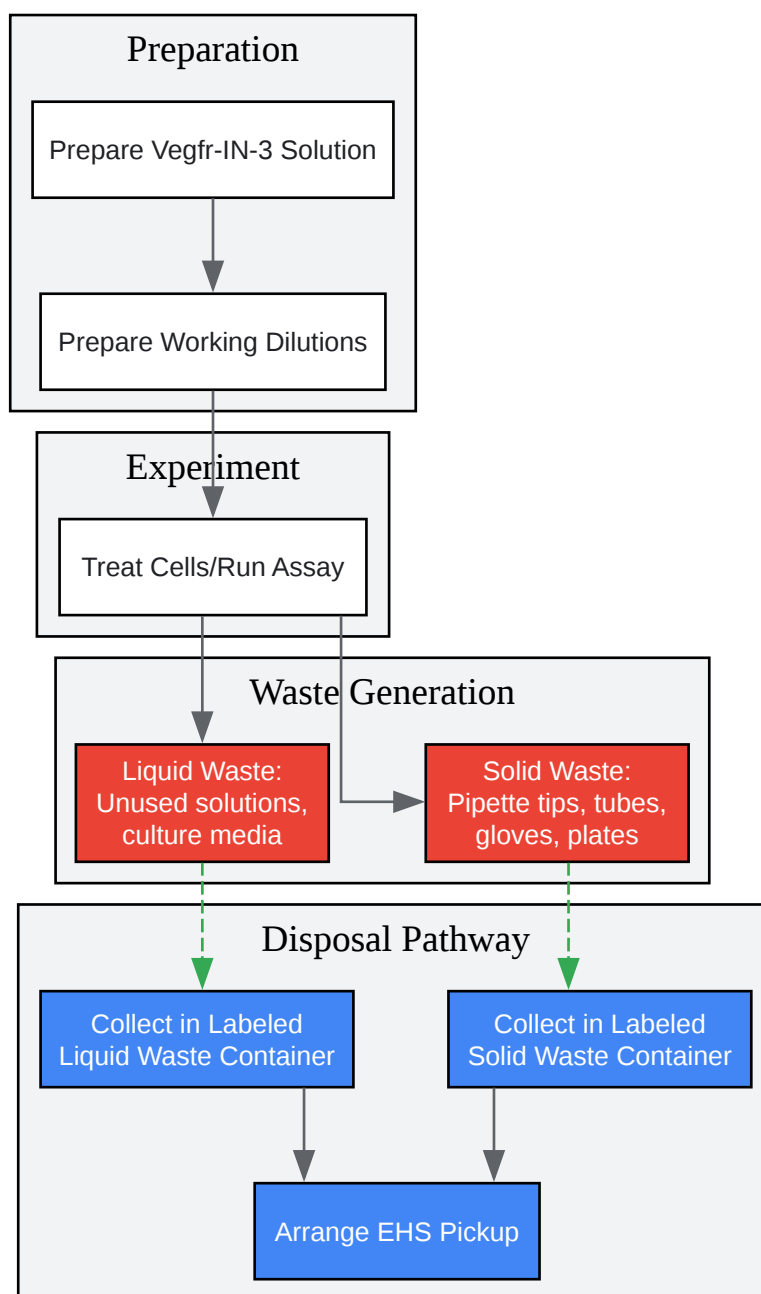 Preparation
Prepare Vegfr-IN-3 Solution
Prepare Working Dilutions
Experiment
Treat Cells/Run Assay
Waste Generation
Liquid Waste:
Unused solutions,
culture media
Solid Waste:
Pipette tips, tubes,
gloves, plates
Disposal Pathway
Collect in Labeled
Liquid Waste Container
Collect in Labeled
Solid Waste Container
Arrange EHS Pickup